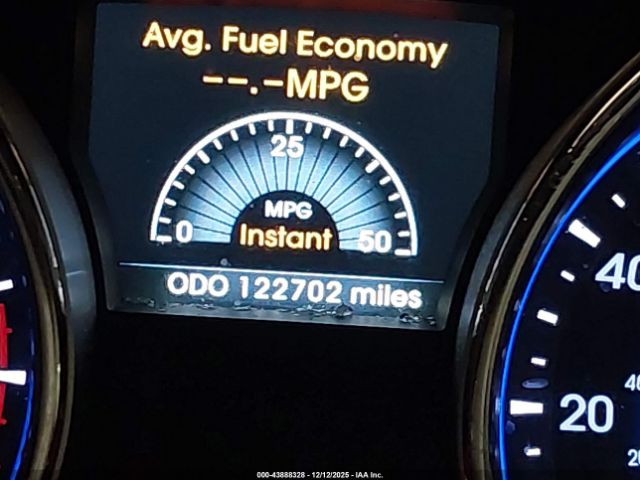 Avg. Fuel Economy
--.-MPG
25
MPG
0 Instant 50
ODO 122702 miles
40
20
000-43888328 - 12/12/2025 - IAA Inc.